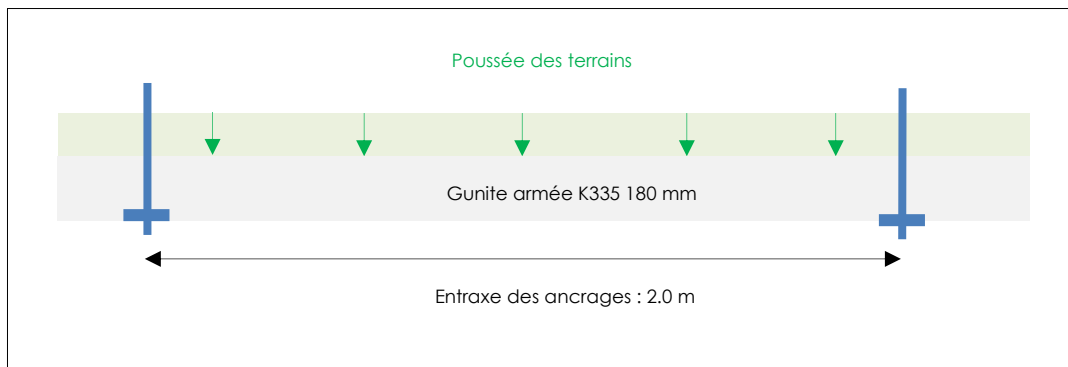 Poussée des terrains
Gunite armée K335 180 mm
Entraxe des ancrages : 2.0 m